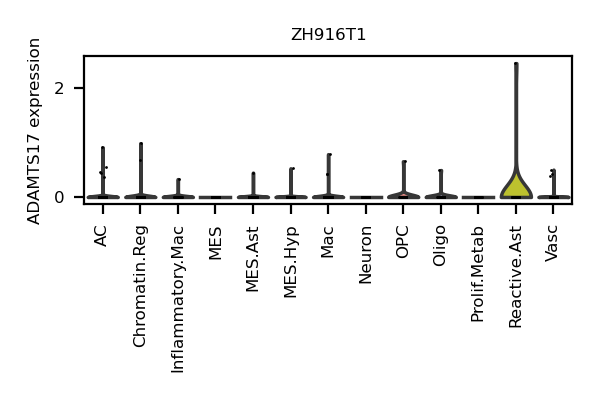 ZH916T1
ADAMTS17 expression
2
0
AC
Chromatin.Reg
Inflammatory.Mac
MES
MES.Ast
MES.Hyp
Mac
Neuron
OPC
Oligo
Prolif.Metab
Reactive.Ast
Vasc